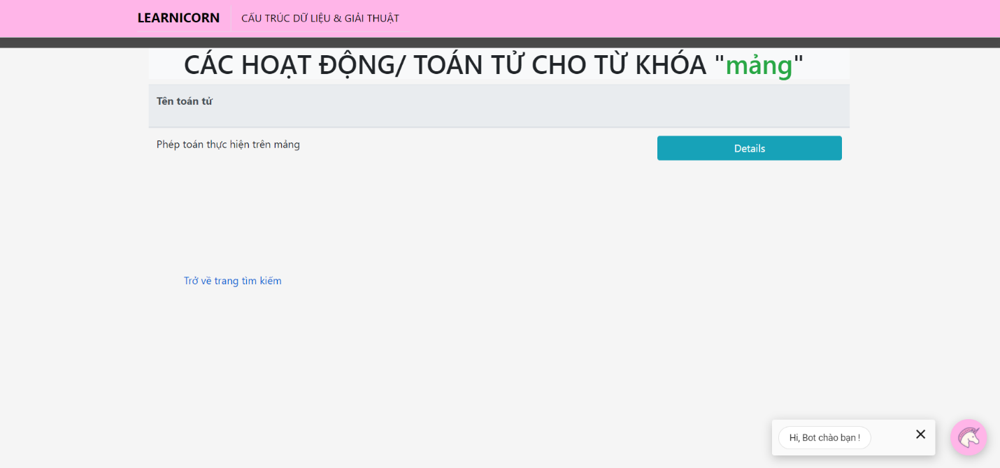 LEARNICORN
CẤU TRÚC DỮ LIỆU & GIẢI THUẬT
CÁC HOẠT ĐỘNG/ TOÁN TỬ CHO TỪ KHÓA "mảng"
Tên toán tử
Phép toán thực hiện trên mảng
Details
Trở về trang tìm kiếm
Hi, Bot chào bạn !